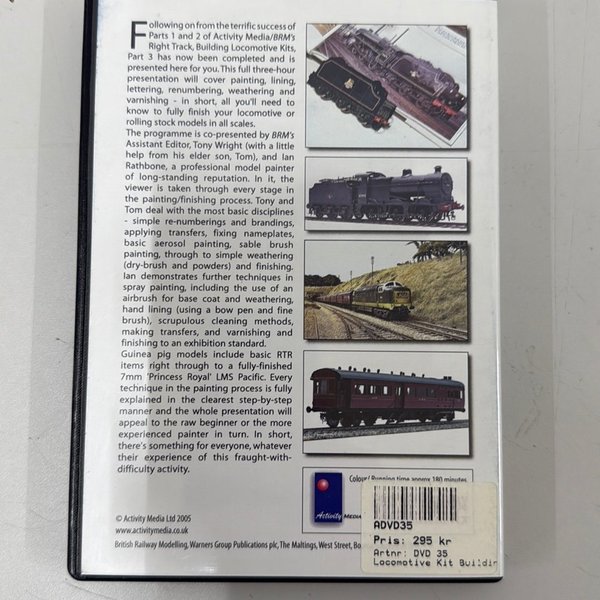 Following on from the terrific success of
Parts 1 and 2 of Activity Media/BRM's
Right Track, Building Locomotive Kits,
Part 3 has now been completed and is
presented here for you. This full three-hour
presentation will cover painting, lining,
lettering, renumbering, weathering and
varnishing - in short, all you'll need to
know to fully finish your locomotive or
rolling stock models in all scales.
The programme is co-presented by BRM's
Assistant Editor, Tony Wright (with a little
help from his elder son, Tom), and Ian
Rathbone, a professional model painter
of long-standing reputation. In it, the
viewer is taken through every stage in
the painting/finishing process. Tony and
Tom deal with the most basic disciplines
- simple re-numberings and brandings,
applying transfers, fixing nameplates,
basic aerosol painting, sable brush
painting, through to simple weathering
(dry-brush and powders) and finishing.
Ian demonstrates further techniques in
spray painting, including the use of an
airbrush for base coat and weathering,
hand lining (using a bow pen and fine
brush), scrupulous cleaning methods,
making transfers, and varnishing and
finishing to an exhibition standard.
Guinea pig models include basic RTR
items right through to a fully-finished
7mm 'Princess Royal' LMS Pacific. Every
technique in the painting process is fully
explained in the clearest step-by-step
manner and the whole presentation will
appeal to the raw beginner or the more
experienced painter in turn. In short,
there's something for everyone, whatever
their experience of this fraught-with-
difficulty activity.
Colour/ Running time approx 180 minutes
Activity MEDIA
© Activity Media Ltd 2005
www.activitymedia.co.uk
British Railway Modelling, Warners Group Publications plc, The Maltings, West Street, Bo
ADVD35
Pris: 295 kr
Artnr: DVD 35
Locomotive Kit Buildin